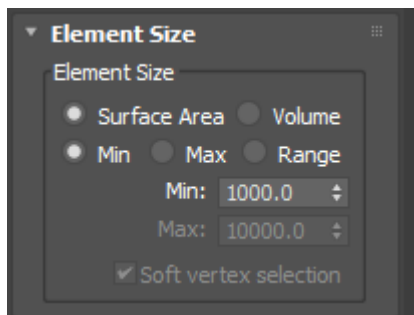 Element Size
Element Size
Surface Area Volume
Min Max Range
Min: 1000.0
Max: 10000.0
Soft vertex selection